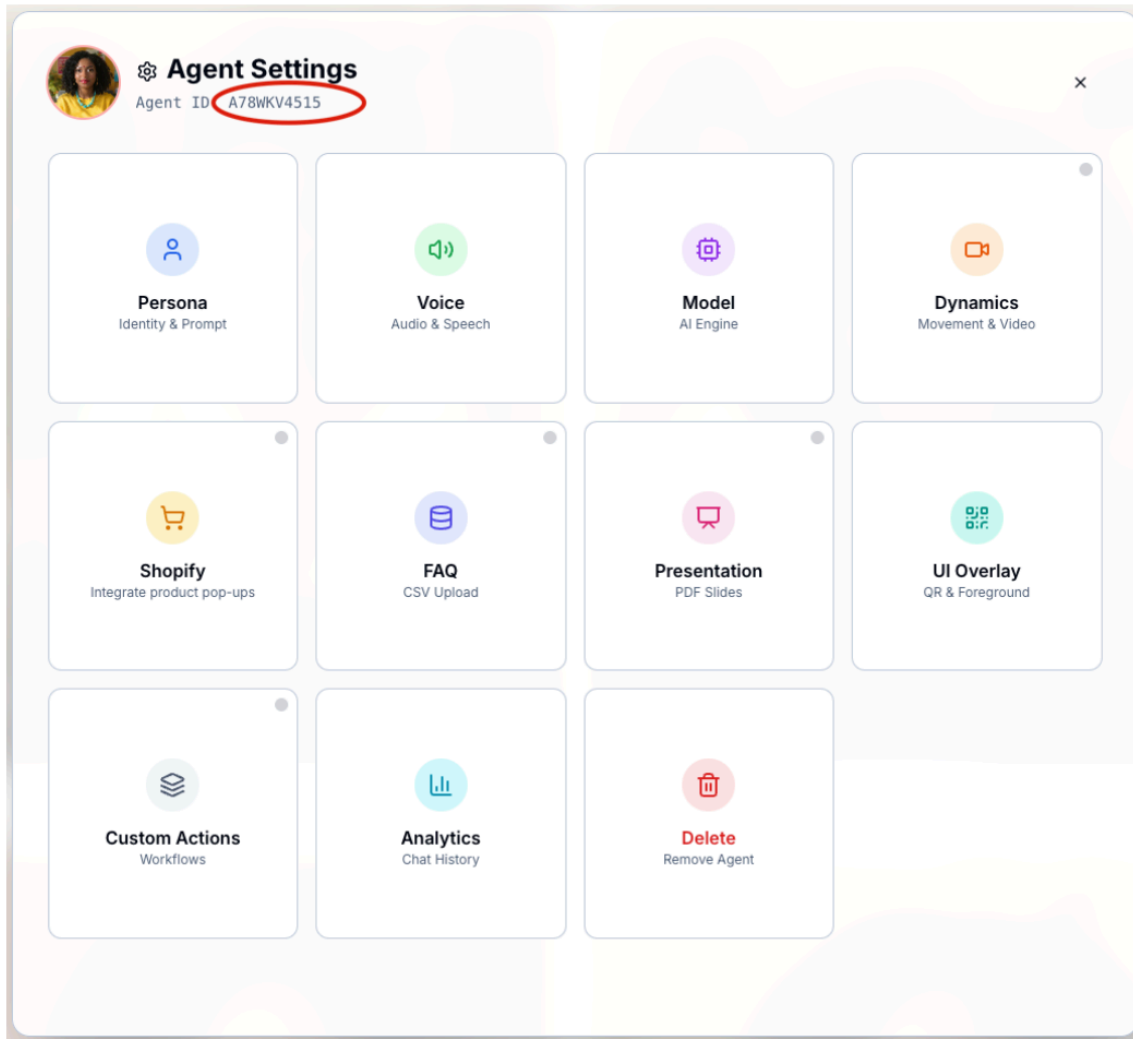 Agent Settings
Agent ID A78WKV4515
Persona
Identity & Prompt
Voice
Audio & Speech
Model
AI Engine
Dynamics
Movement & Video
Shopify
Integrate product pop-ups
FAQ
CSV Upload
Presentation
PDF Slides
UI Overlay
QR & Foreground
Custom Actions
Workflows
Analytics
Chat History
Delete
Remove Agent